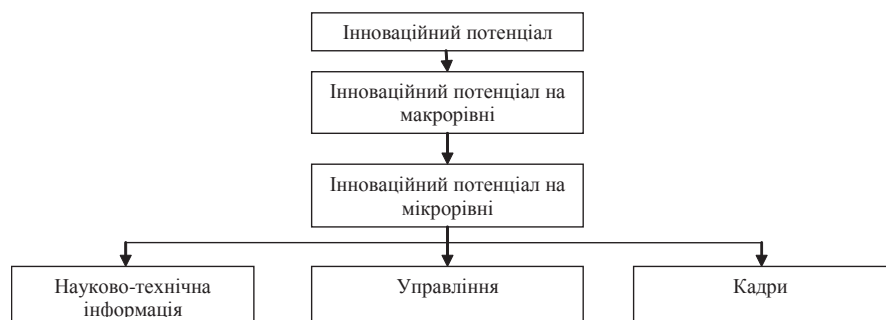 Інноваційний потенціал
Інноваційний потенціал на
макрорівні
Інноваційний потенціал на
мікрорівні
Науково-технічна
інформація
Управління
Кадри